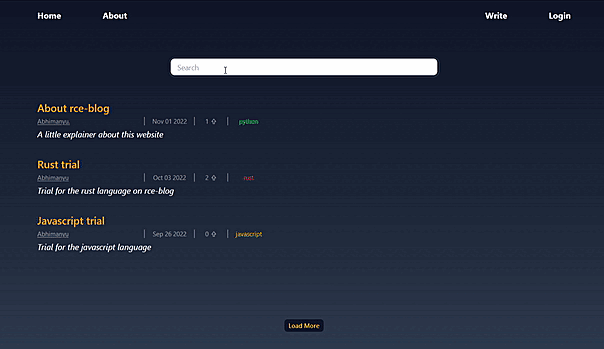 Home About Write Login
Search
About rce-blog
Abhimanyu. | Nov 01 2022 | 1 ⇧ | python
A little explainer about this website
Rust trial
Abhimanyu | Oct 03 2022 | 2 ⇧ | -rust
Trial for the rust language on rce-blog
Javascript trial
Abhimanyu | Sep 26 2022 | 0 ⇧ | javascript
Trial for the javascript language
Load More